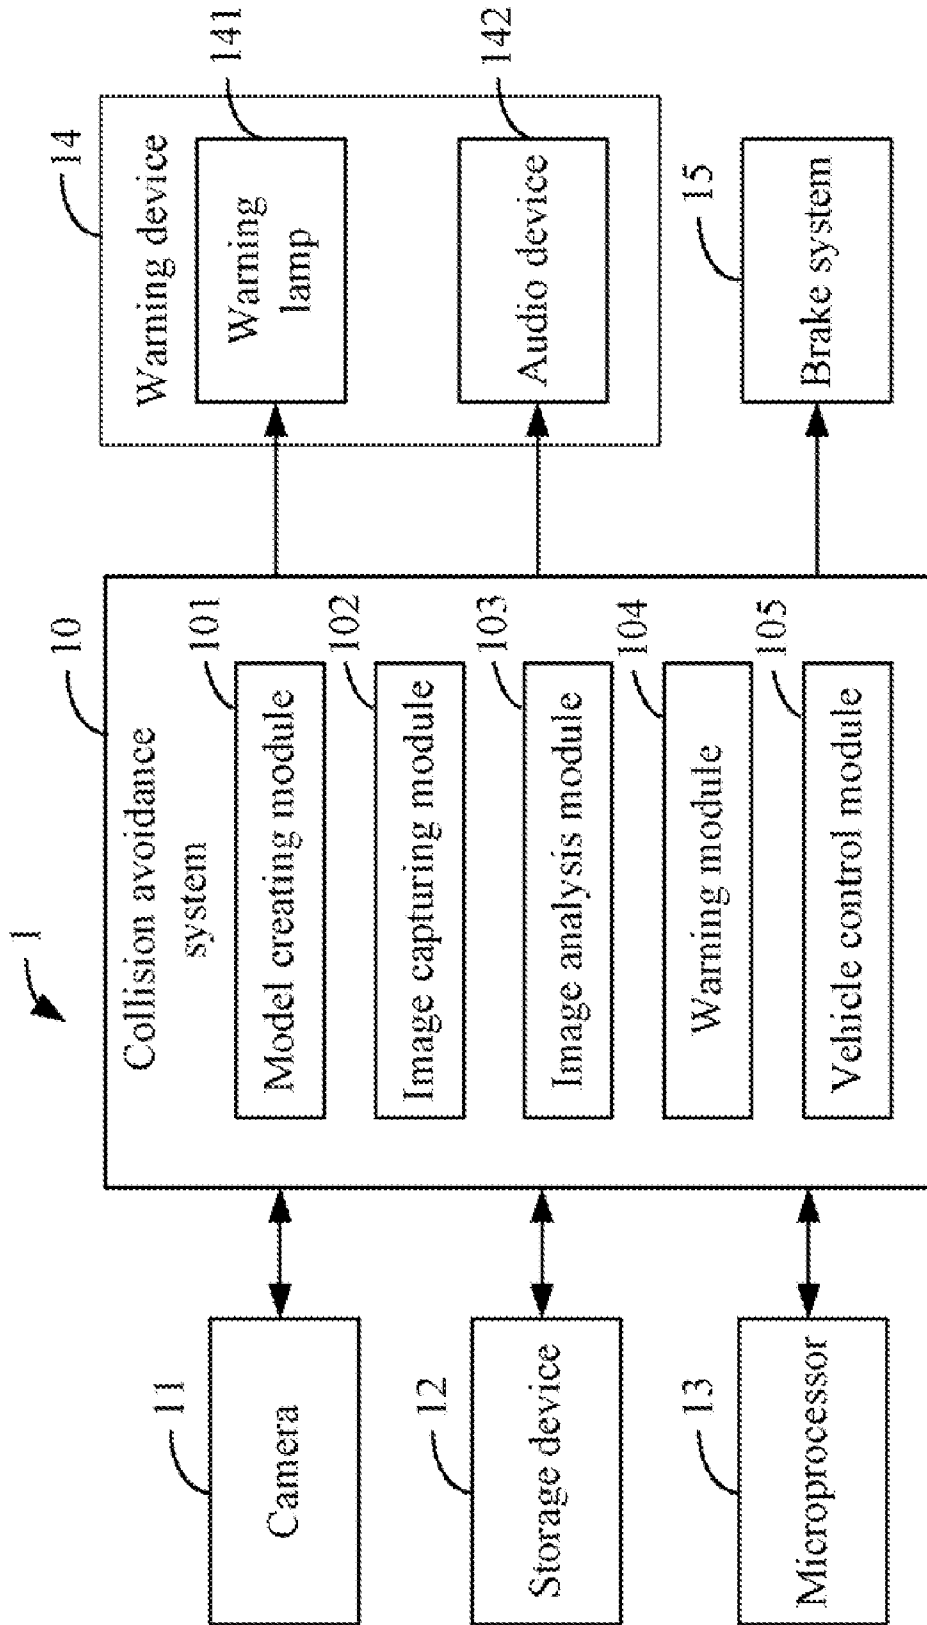 1
11
Camera
12
Storage device
13
Microprocessor
10
Collision avoidance
system
101
Model creating module
102
Image capturing module
103
Image analysis module
104
Warning module
105
Vehicle control module
14
Warning device
141
Warning
lamp
142
Audio device
15
Brake system